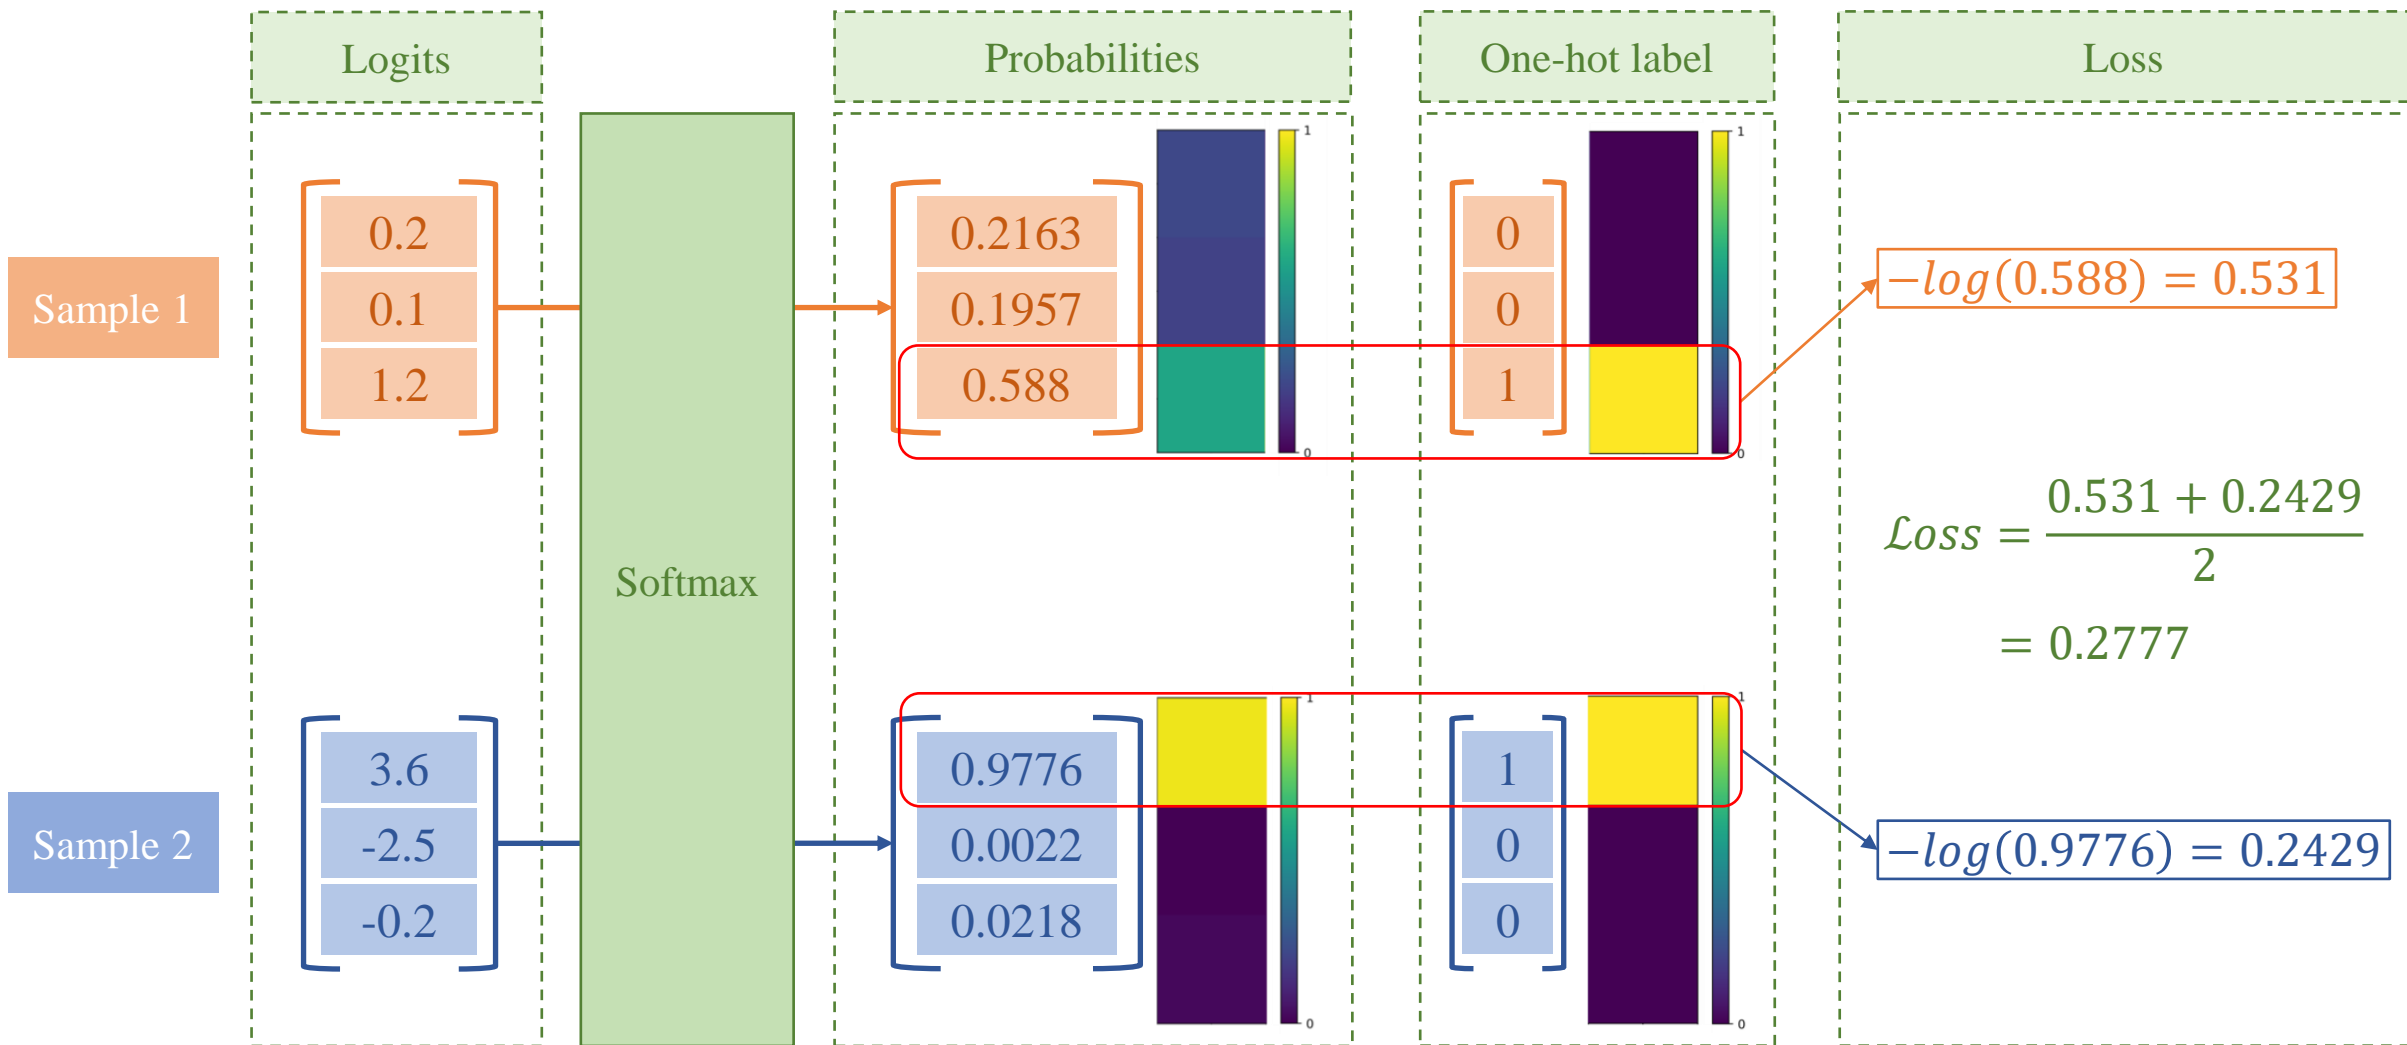 Logits
Probabilities
One-hot label
Loss
Sample 1
0.2
0.1
1.2
Softmax
0.2163
0.1957
0.588
1
0
0
0
1
1
0
−log(0.588) = 0.531
ℒoss = (0.531 + 0.2429) / 2
= 0.2777
Sample 2
3.6
-2.5
-0.2
0.9776
0.0022
0.0218
1
0
1
0
0
1
0
−log(0.9776) = 0.2429